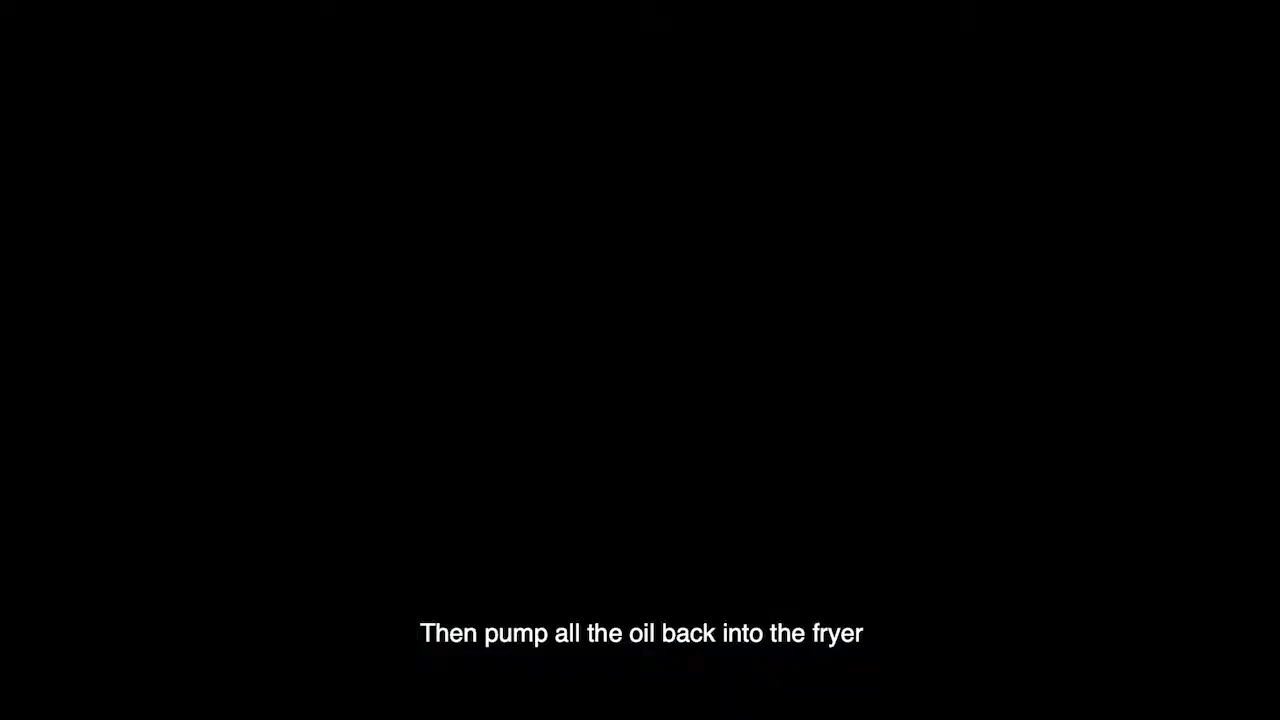 Then pump all the oil back into the fryer